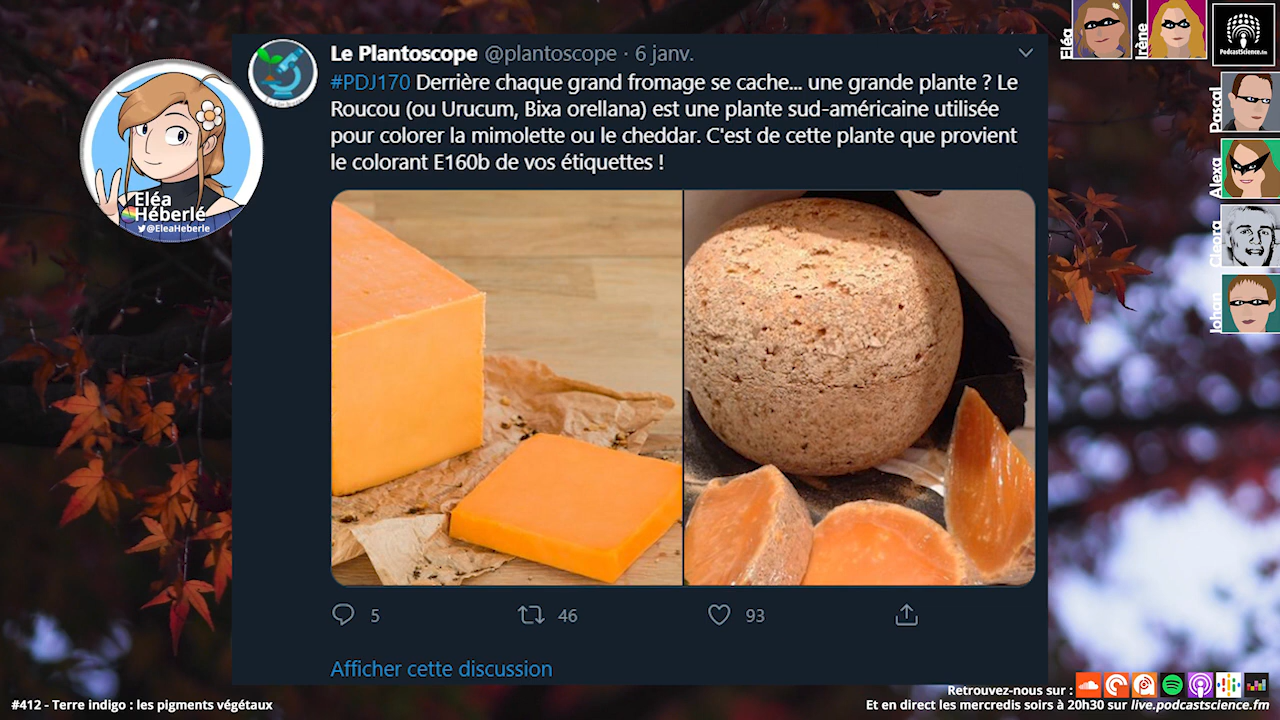 Le Plantoscope @plantoscope · 6 janv.
#PDJ170 Derrière chaque grand fromage se cache... une grande plante ? Le
Roucou (ou Urucum, Bixa orellana) est une plante sud-américaine utilisée
pour colorer la mimolette ou le cheddar. C'est de cette plante que provient
le colorant E160b de vos étiquettes !
5 46 93
Afficher cette discussion
Eléa
Héberlé
@EleaHeberle
Eléa
Irène
PodcastScience.fm
Pascal
Alexa
Cleora
Johan
#412 - Terre indigo : les pigments végétaux
Retrouvez-nous sur :
Et en direct les mercredis soirs à 20h30 sur live.podcastscience.fm